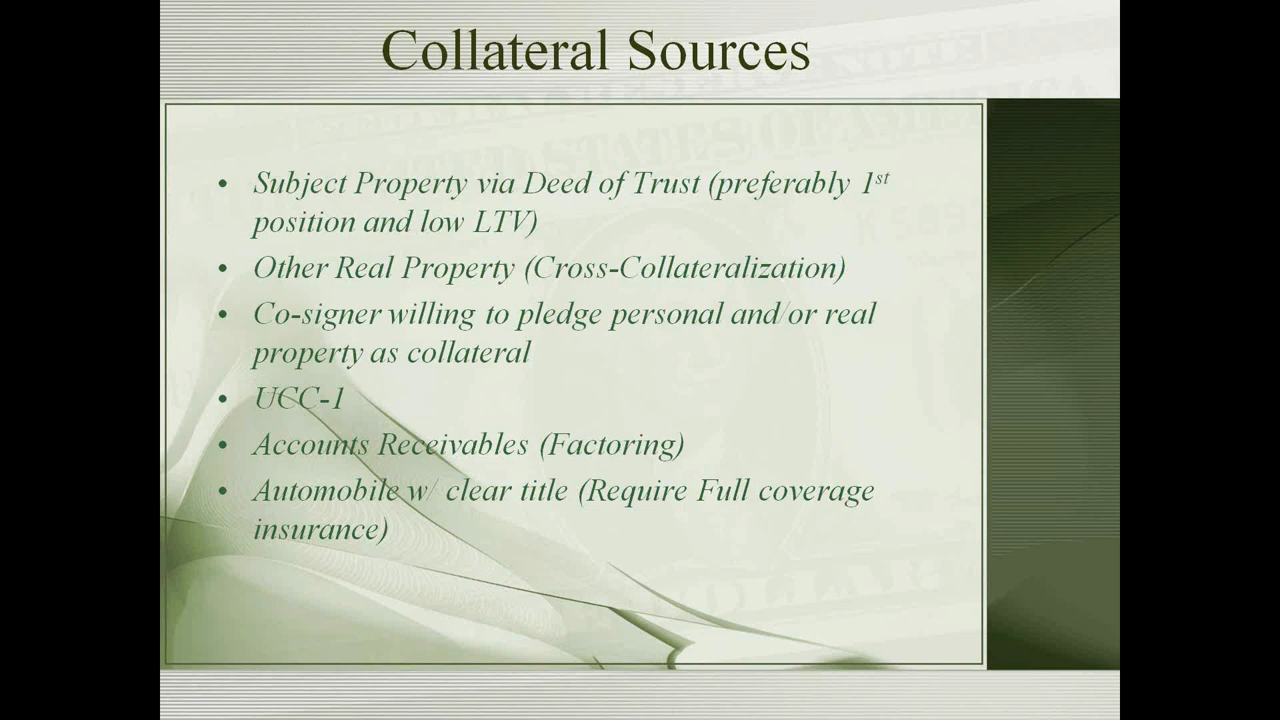 Collateral Sources
• Subject Property via Deed of Trust (preferably 1st
position and low LTV)
• Other Real Property (Cross-Collateralization)
• Co-signer willing to pledge personal and/or real
property as collateral
• UCC-1
• Accounts Receivables (Factoring)
• Automobile w/ clear title (Require Full coverage
insurance)